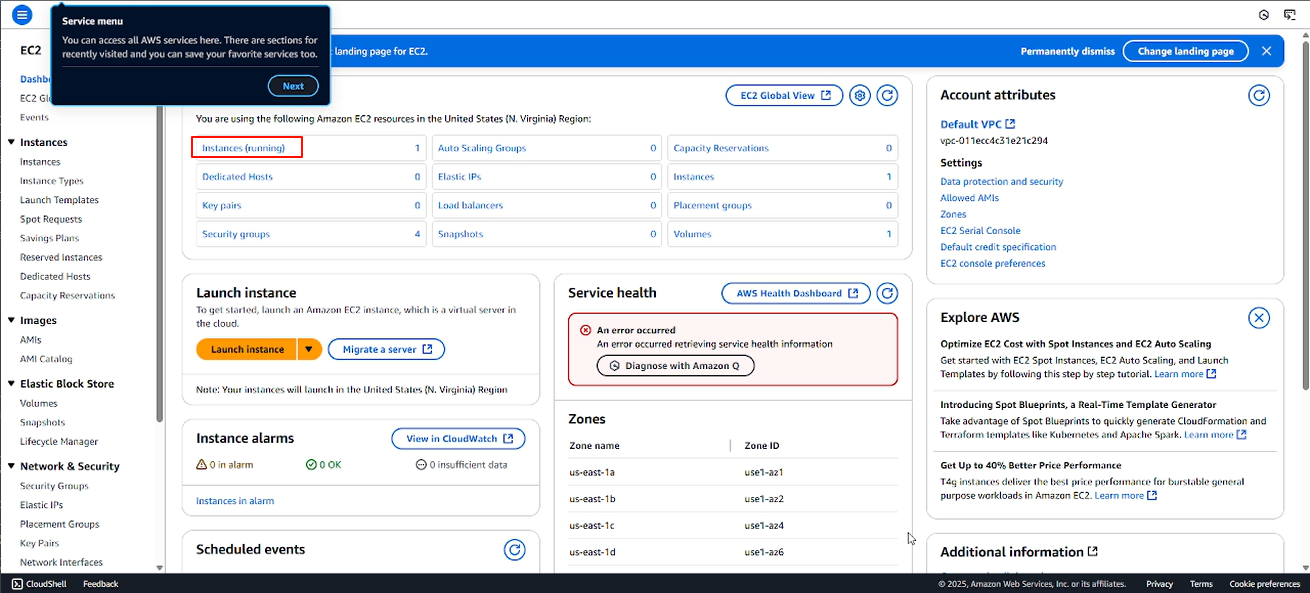 Service menu
You can access all AWS services here. There are sections for
recently visited and you can save your favorite services too.
Next
landing page for EC2.
Permanently dismiss
Change landing page
EC2
Dashbo
EC2 Glo
Events
Instances
Instances
Instance Types
Launch Templates
Spot Requests
Savings Plans
Reserved Instances
Dedicated Hosts
Capacity Reservations
Images
AMIs
AMI Catalog
Elastic Block Store
Volumes
Snapshots
Lifecycle Manager
Network & Security
Security Groups
Elastic IPs
Placement Groups
Key Pairs
Network Interfaces
EC2 Global View
You are using the following Amazon EC2 resources in the United States (N. Virginia) Region:
Instances (running) 1
Auto Scaling Groups 0
Capacity Reservations 0
Dedicated Hosts 0
Elastic IPs 0
Instances 1
Key pairs 0
Load balancers 0
Placement groups 0
Security groups 4
Snapshots 0
Volumes 1
Launch instance
To get started, launch an Amazon EC2 instance, which is a virtual server in
the cloud.
Launch instance
Migrate a server
Note: Your instances will launch in the United States (N. Virginia) Region
Instance alarms
View in CloudWatch
0 in alarm
0 OK
0 insufficient data
Instances in alarm
Scheduled events
Service health
AWS Health Dashboard
An error occurred
An error occurred retrieving service health information
Diagnose with Amazon Q
Zones
Zone name Zone ID
us-east-1a use1-az1
us-east-1b use1-az2
us-east-1c use1-az4
us-east-1d use1-az6
Account attributes
Default VPC
vpc-011ecc4c31e21c294
Settings
Data protection and security
Allowed AMIs
Zones
EC2 Serial Console
Default credit specification
EC2 console preferences
Explore AWS
Optimize EC2 Cost with Spot Instances and EC2 Auto Scaling
Get started with EC2 Spot Instances, EC2 Auto Scaling, and Launch
Templates by following this step by step tutorial. Learn more
Introducing Spot Blueprints, a Real-Time Template Generator
Take advantage of Spot Blueprints to quickly generate CloudFormation and
Terraform templates like Kubernetes and Apache Spark. Learn more
Get Up to 40% Better Price Performance
T4g instances deliver the best price performance for burstable general
purpose workloads in Amazon EC2. Learn more
Additional information
CloudShell
Feedback
© 2025, Amazon Web Services, Inc. or its affiliates.
Privacy
Terms
Cookie preferences